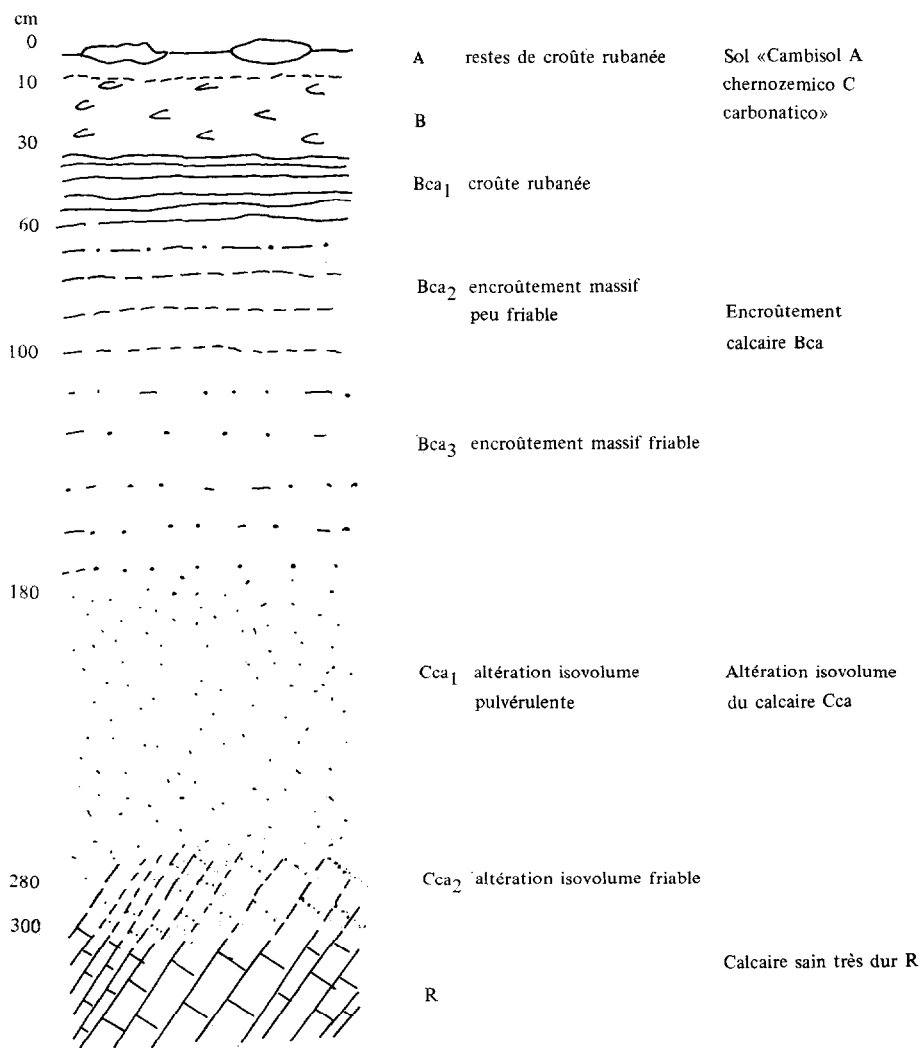 cm
0
A restes de croûte rubanée
Sol «Cambisol A
chernozemico C
carbonatico»
10
B
30
Bca1 croûte rubanée
60
Bca2 encroûtement massif
peu friable
Encroûtement
calcaire Bca
100
Bca3 encroûtement massif friable
180
Cca1 altération isovolume
pulvérulente
Altération isovolume
du calcaire Cca
280
Cca2 altération isovolume friable
300
Calcaire sain très dur R
R